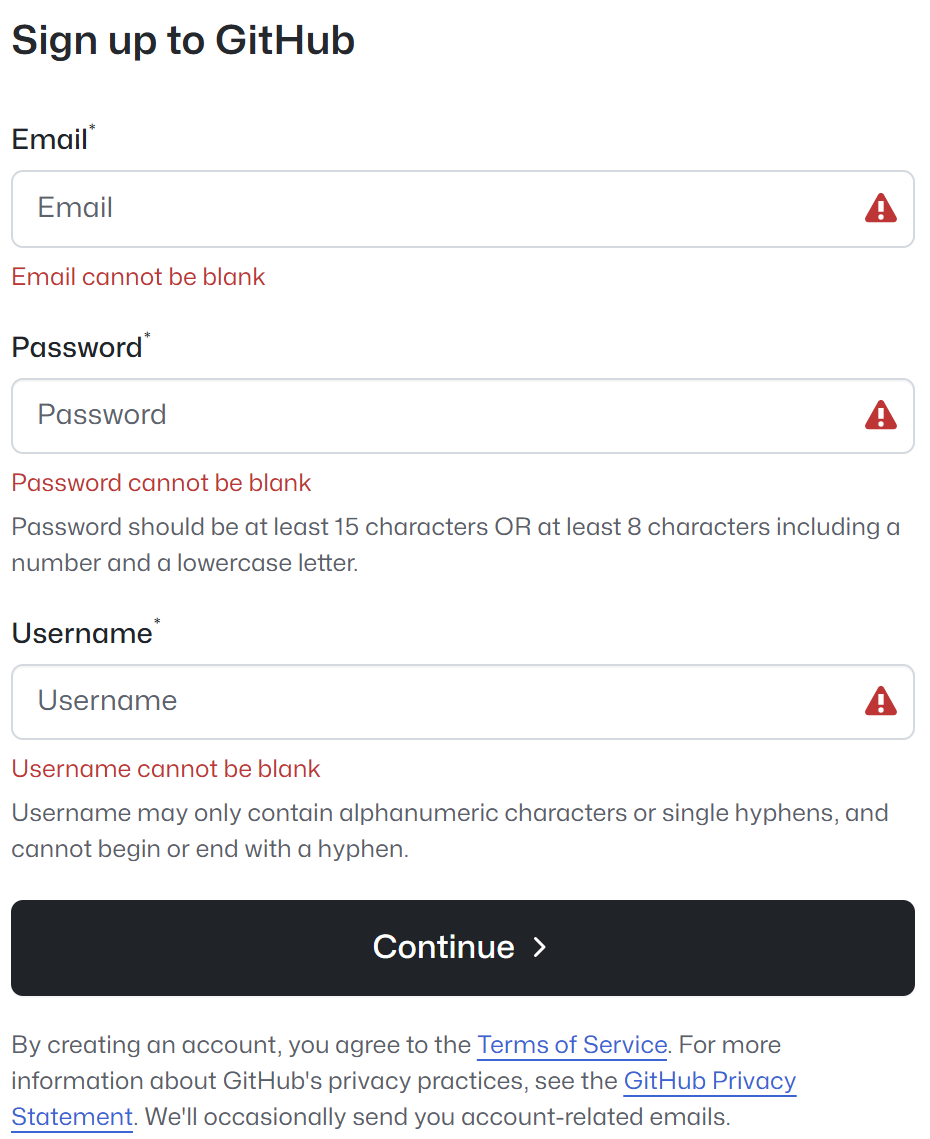 Sign up to GitHub
Email*
Email
Email cannot be blank
Password*
Password
Password cannot be blank
Password should be at least 15 characters OR at least 8 characters including a
number and a lowercase letter.
Username*
Username
Username cannot be blank
Username may only contain alphanumeric characters or single hyphens, and
cannot begin or end with a hyphen.
Continue
By creating an account, you agree to the Terms of Service. For more
information about GitHub's privacy practices, see the GitHub Privacy
Statement. We'll occasionally send you account-related emails.